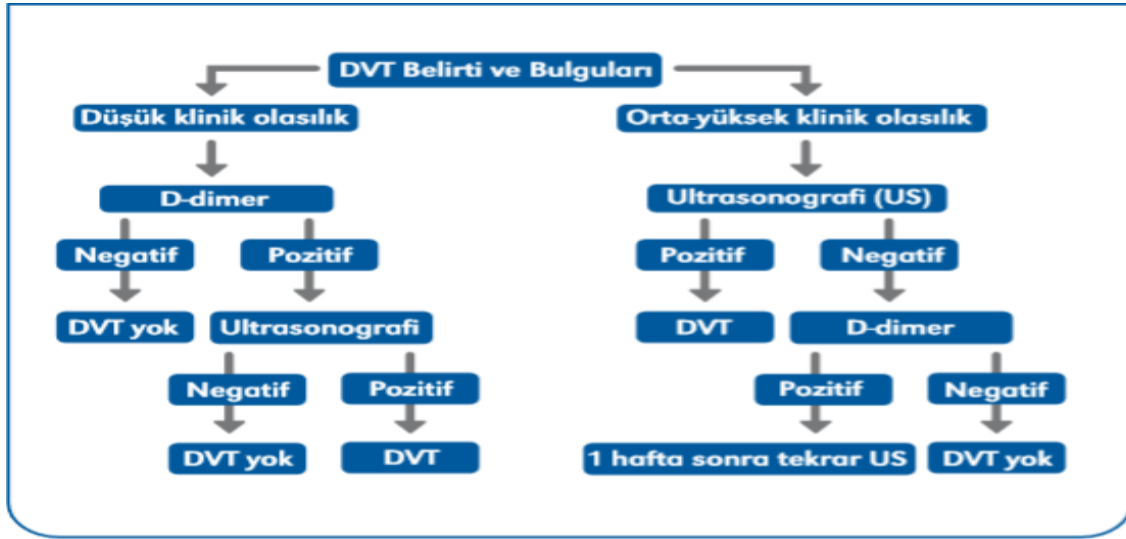 DVT Belirti ve Bulguları
Düşük klinik olasılık
Orta-yüksek klinik olasılık
D-dimer
Ultrasonografi (US)
Negatif
Pozitif
Pozitif
Negatif
DVT yok
Ultrasonografi
DVT
D-dimer
Negatif
Pozitif
Pozitif
Negatif
DVT yok
DVT
1 hafta sonra tekrar US
DVT yok